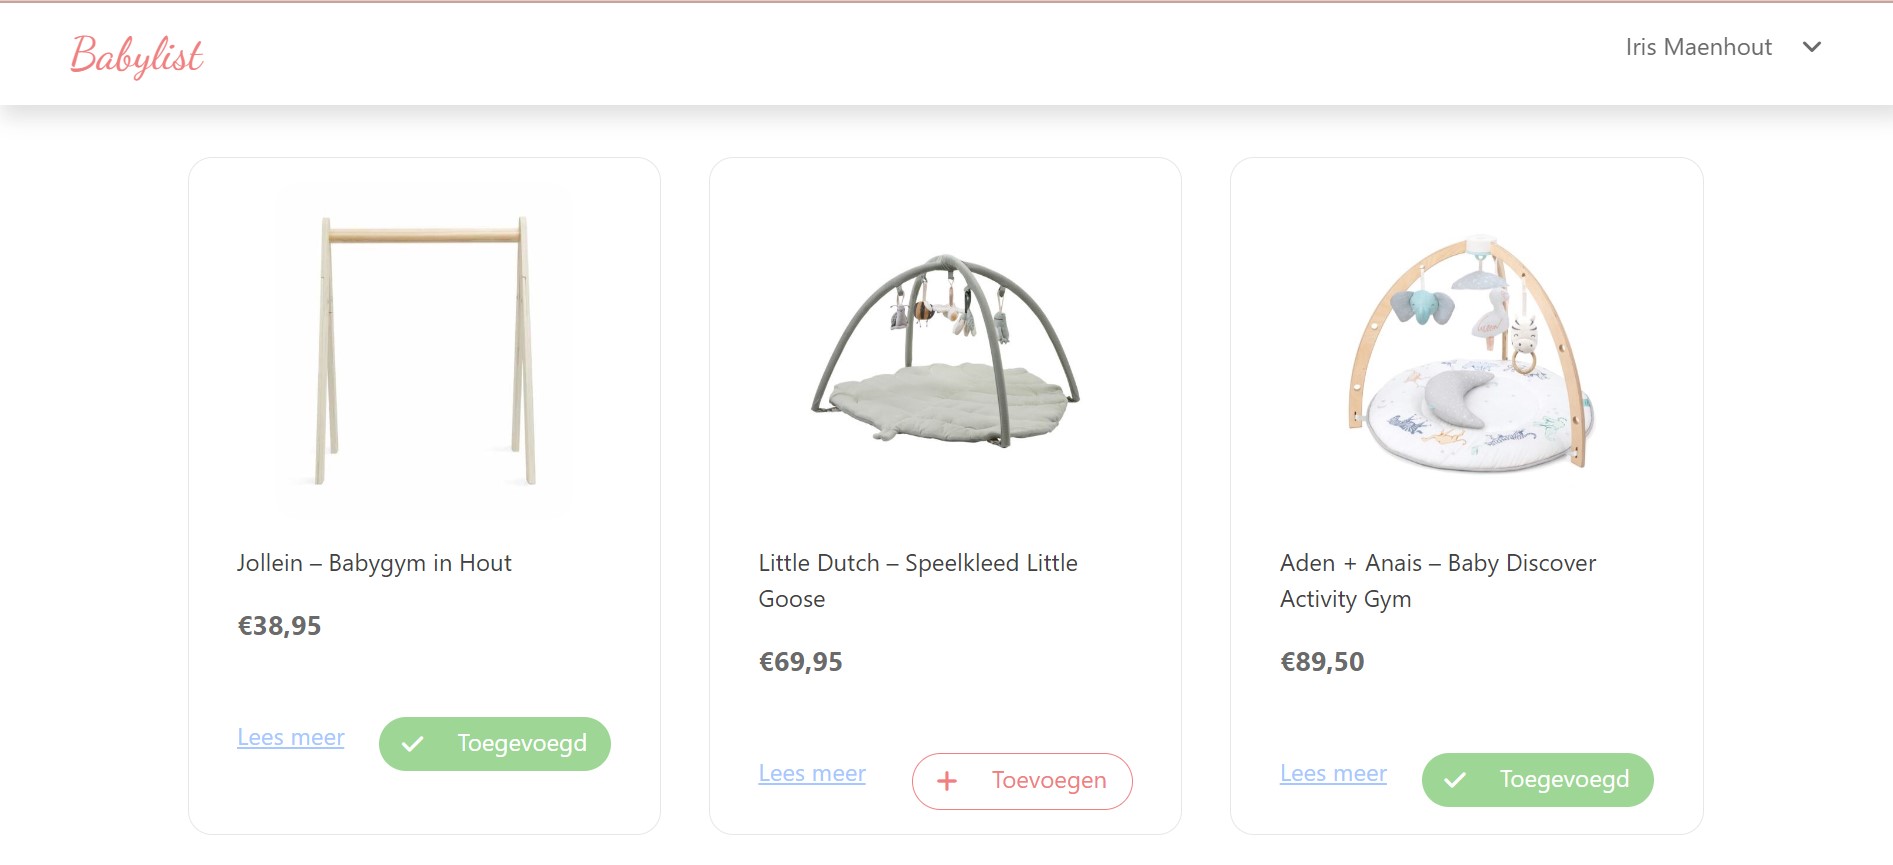 Babylist
Iris Maenhout
Jollein – Babygym in Hout
€38,95
Lees meer
Toegevoegd
Little Dutch – Speelkleed Little
Goose
€69,95
Lees meer
Toevoegen
Aden + Anais – Baby Discover
Activity Gym
€89,50
Lees meer
Toegevoegd